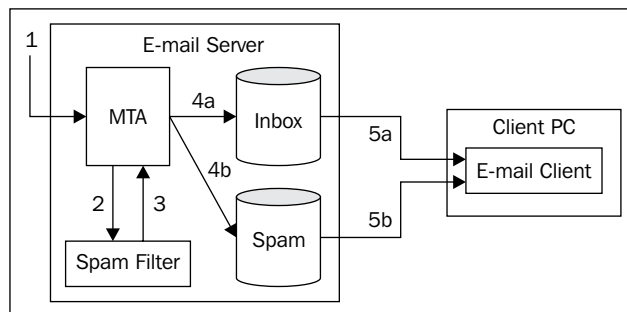 1
E-mail Server
MTA
4a
Inbox
4b
2
3
Spam Filter
Spam
5a
5b
Client PC
E-mail Client